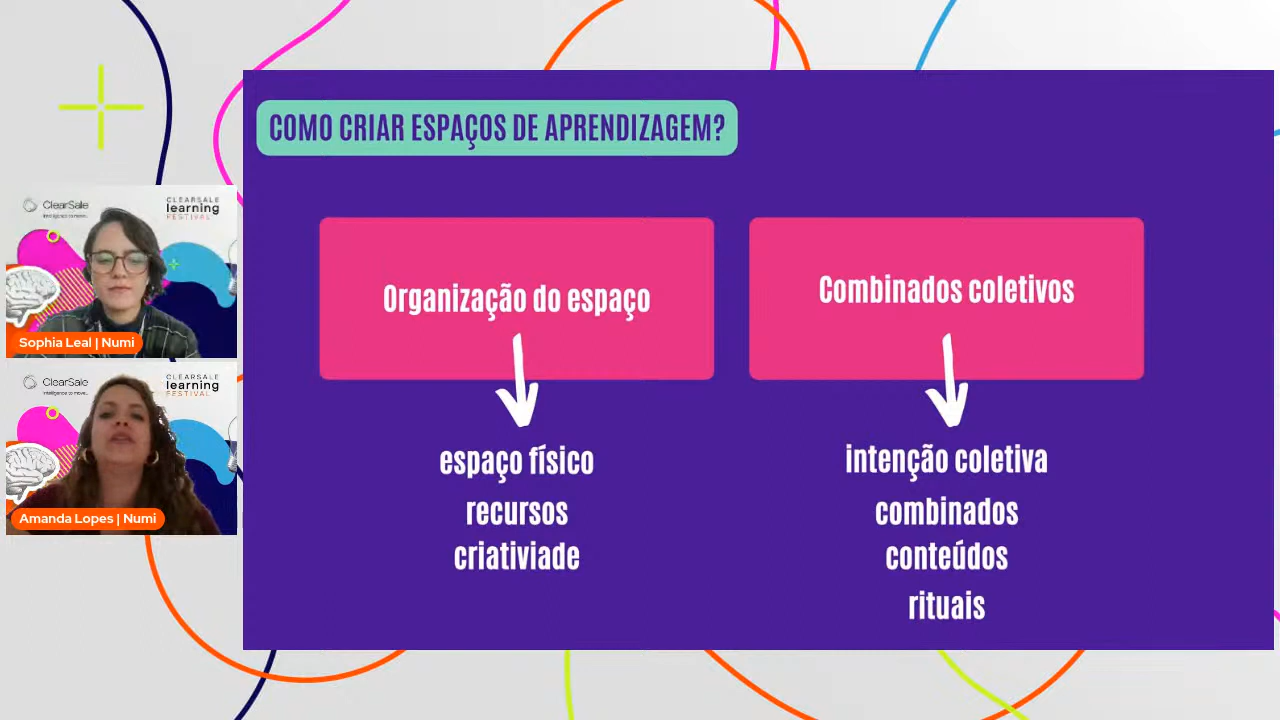 COMO CRIAR ESPAÇOS DE APRENDIZAGEM?
Organização do espaço
espaço físico
recursos
criativiade
Combinados coletivos
intenção coletiva
combinados
conteúdos
rituais
ClearSale
CLEARSALE
learning
FESTIVAL
Sophia Leal | Numi
ClearSale
CLEARSALE
learning
FESTIVAL
Amanda Lopes | Numi